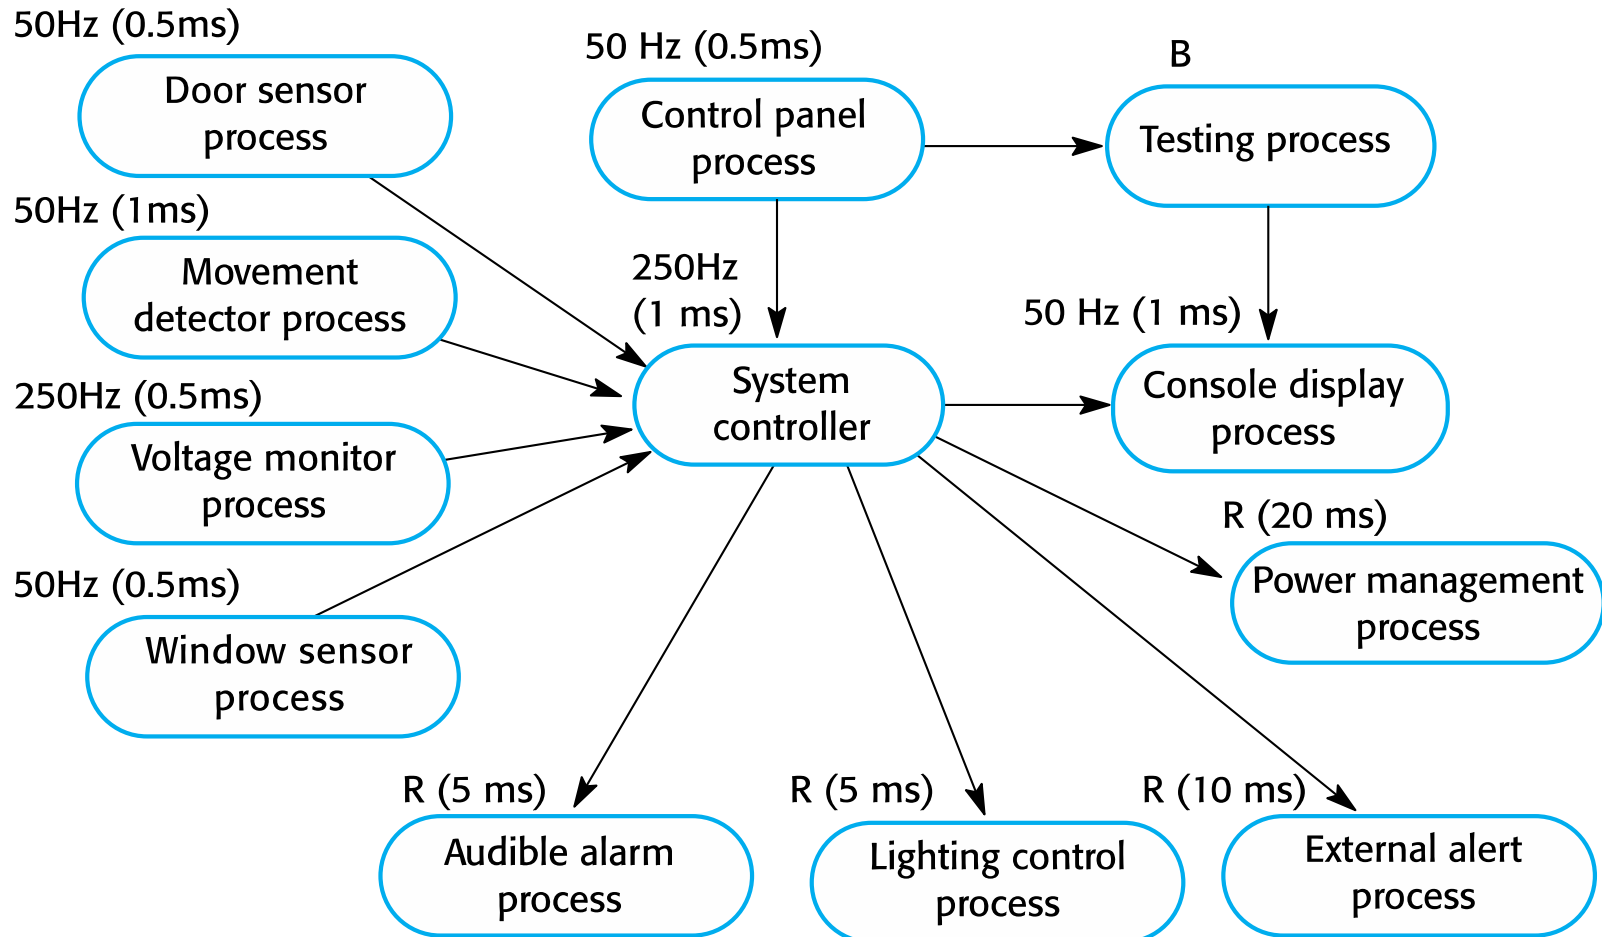 50Hz (0.5ms)
Door sensor
process
50 Hz (0.5ms)
Control panel
process
B
Testing process
50Hz (1ms)
Movement
detector process
250Hz
(1 ms)
50 Hz (1 ms)
System
controller
Console display
process
250Hz (0.5ms)
Voltage monitor
process
R (20 ms)
Power management
process
50Hz (0.5ms)
Window sensor
process
R (5 ms)
Audible alarm
process
R (5 ms)
Lighting control
process
R (10 ms)
External alert
process